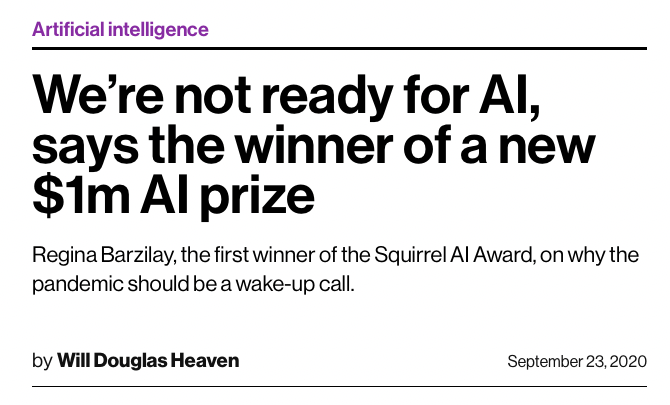 Artificial intelligence
We're not ready for AI,
says the winner of a new
$1m AI prize
Regina Barzilay, the first winner of the Squirrel AI Award, on why the
pandemic should be a wake-up call.
by Will Douglas Heaven
September 23, 2020